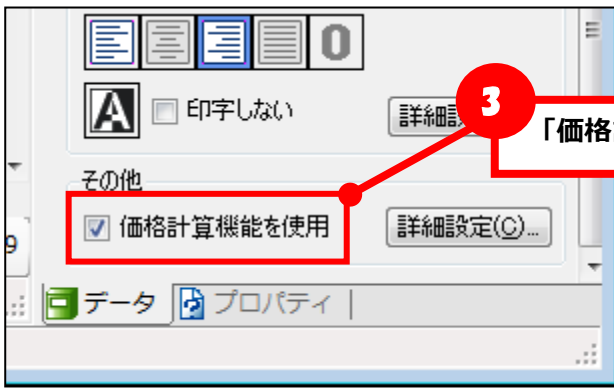 0
A 印字しない
詳細設
3
「価格
その他
価格計算機能を使用
詳細設定(C)...
9
データ
プロパティ